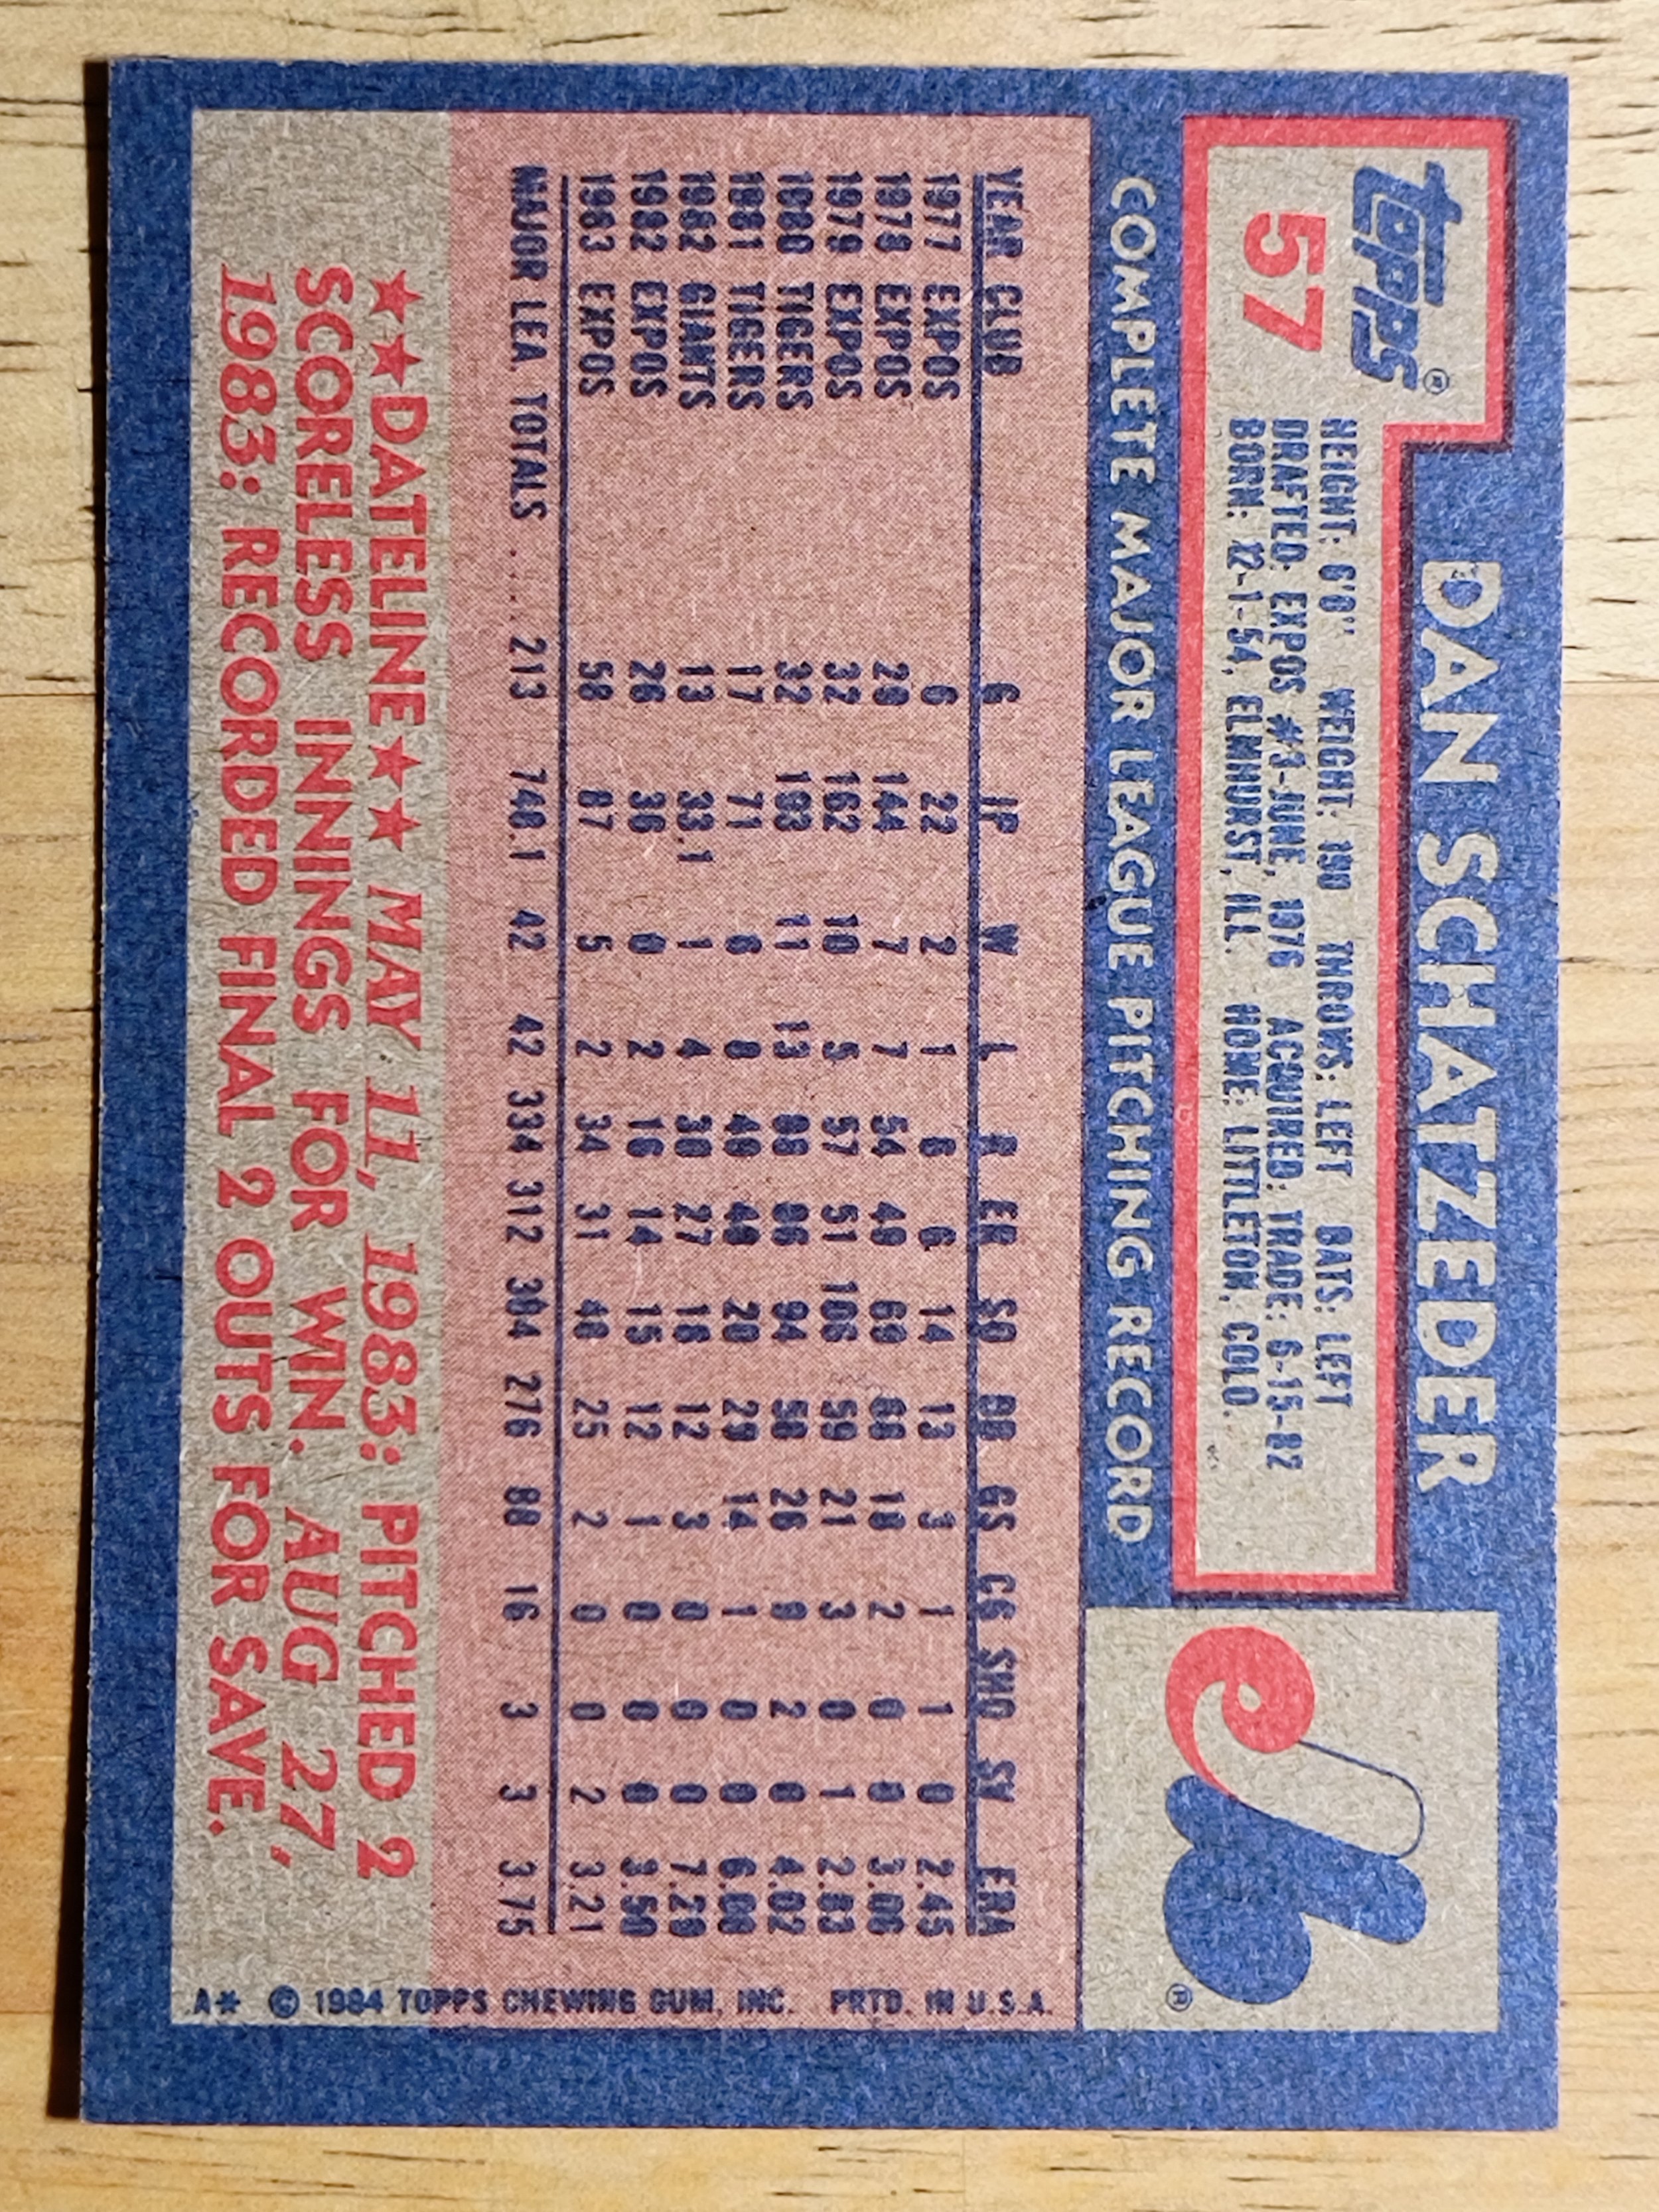 topps®
57
DAN SCHATZEDER
HEIGHT: 6'0" WEIGHT: 190 THROWS: LEFT BATS: LEFT
DRAFTED: EXPOS #3-JUNE, 1976 ACQUIRED: TRADE: 6-15-82
BORN: 12-1-54, ELMHURST, ILL. HOME: LITTLETON, COLO.
COMPLETE MAJOR LEAGUE PITCHING RECORD
®
YEAR CLUB G IP W L R ER SO BB GS CG SHO SV ERA
1977 EXPOS 6 22 2 1 6 6 14 13 3 1 1 0 2.45
1978 EXPOS 29 144 7 7 54 49 69 68 18 2 0 0 3.06
1979 EXPOS 32 162 10 5 57 51 106 59 21 3 0 1 2.83
1980 TIGERS 32 193 11 13 88 86 94 58 26 9 2 0 4.02
1981 TIGERS 17 71 6 8 49 48 20 29 14 1 0 0 6.08
1982 GIANTS 13 33.1 1 4 30 27 18 12 3 0 0 0 7.29
1982 EXPOS 26 36 0 2 16 14 15 12 1 0 0 0 3.50
1983 EXPOS 58 87 5 2 34 31 48 25 2 0 0 2 3.21
MAJOR LEA. TOTALS .... 213 748.1 42 42 334 312 384 276 88 16 3 3 3.75
★★DATELINE★★ MAY 11, 1983: PITCHED 2
SCORELESS INNINGS FOR WIN. AUG 27,
1983: RECORDED FINAL 2 OUTS FOR SAVE.
A* © 1984 TOPPS CHEWING GUM, INC. PRTD. IN U.S.A.